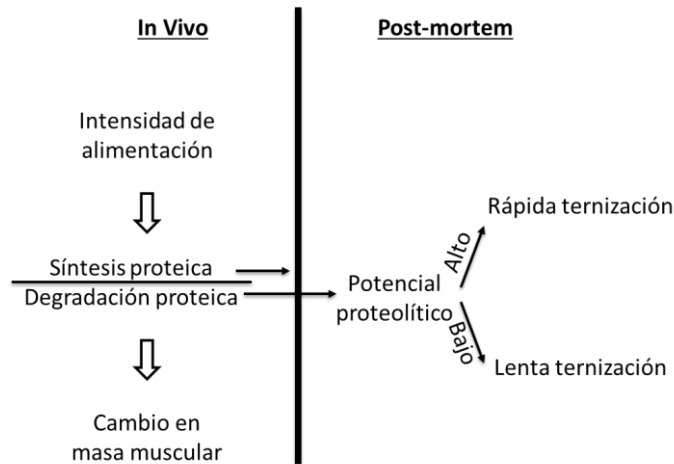 In Vivo
Post-mortem
Intensidad de
alimentación
Síntesis proteica
Degradación proteica
Cambio en
masa muscular
Potencial
proteolítico
Alto
Bajo
Rápida ternización
Lenta ternización